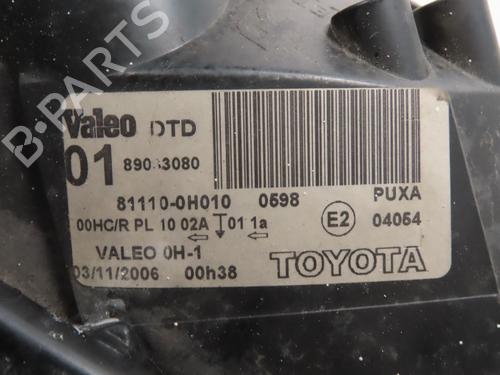 B-PARTS
Valeo DTD
01 89033080
81110-0H010 0598 PUXA
00HC/R PL 10 02A 01 1a E2 04054
VALEO 0H-1
03/11/2006 00h38 TOYOTA